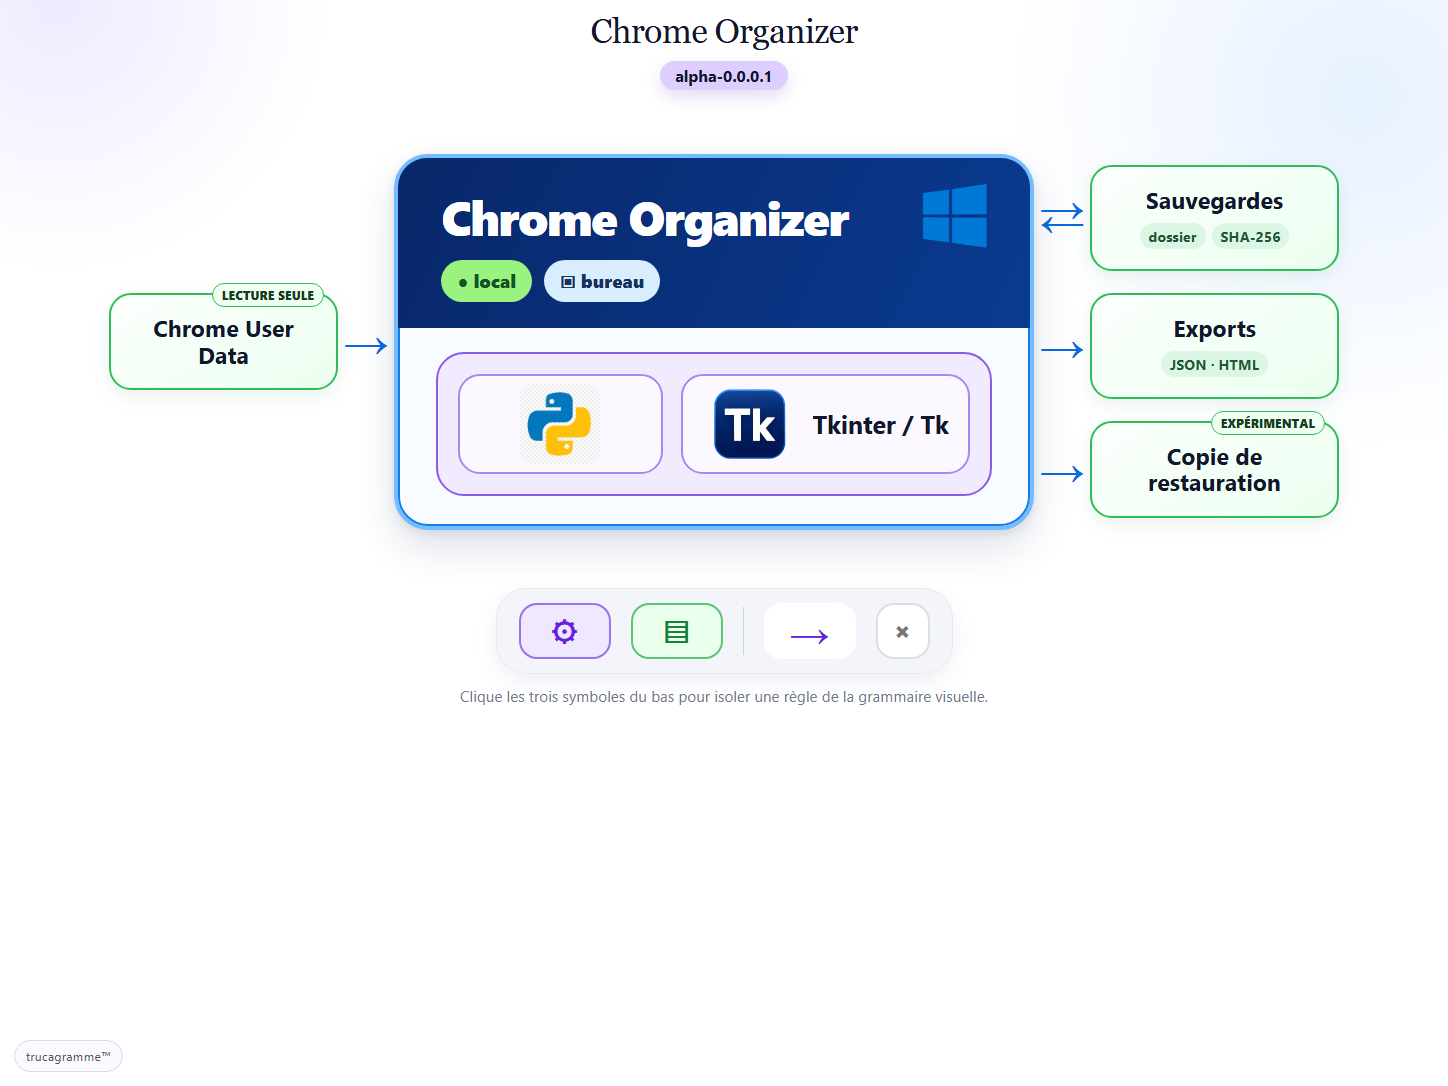 Chrome Organizer
alpha-0.0.0.1
Chrome Organizer
● local
▣ bureau
LECTURE SEULE
Chrome User
Data
Tk
Tkinter / Tk
Sauvegardes
dossier
SHA-256
Exports
JSON · HTML
EXPÉRIMENTAL
Copie de
restauration
Clique les trois symboles du bas pour isoler une règle de la grammaire visuelle.
trucagramme™